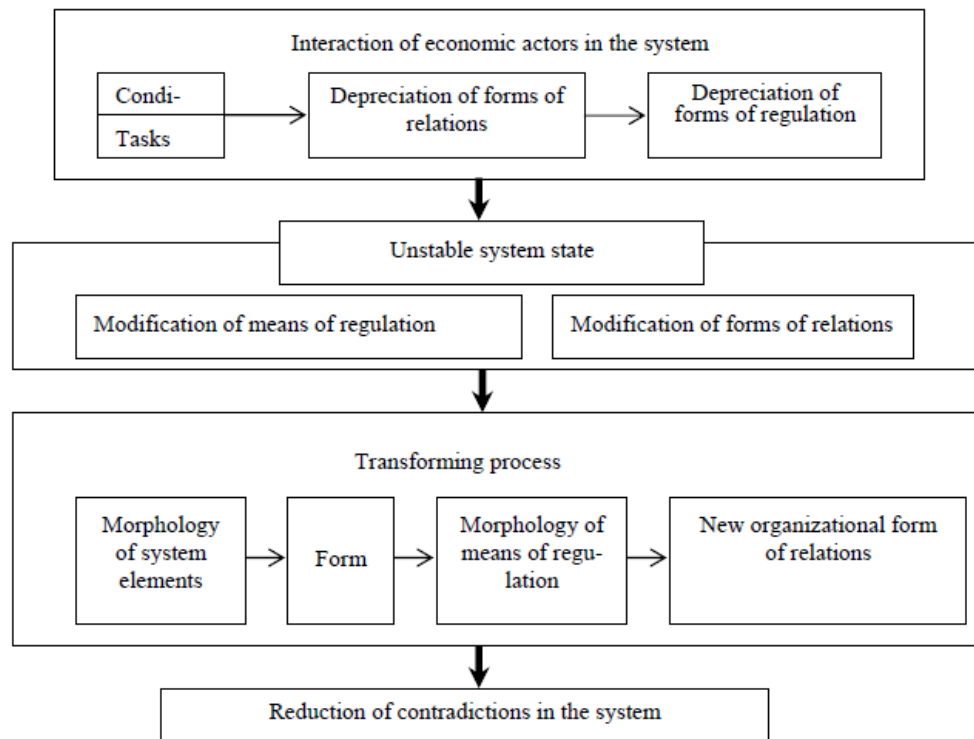 Interaction of economic actors in the system
Condi-
Tasks
Depreciation of forms of
relations
Depreciation of
forms of regulation
Unstable system state
Modification of means of regulation
Modification of forms of relations
Transforming process
Morphology
of system
elements
Form
Morphology of
means of regu-
lation
New organizational form
of relations
Reduction of contradictions in the system